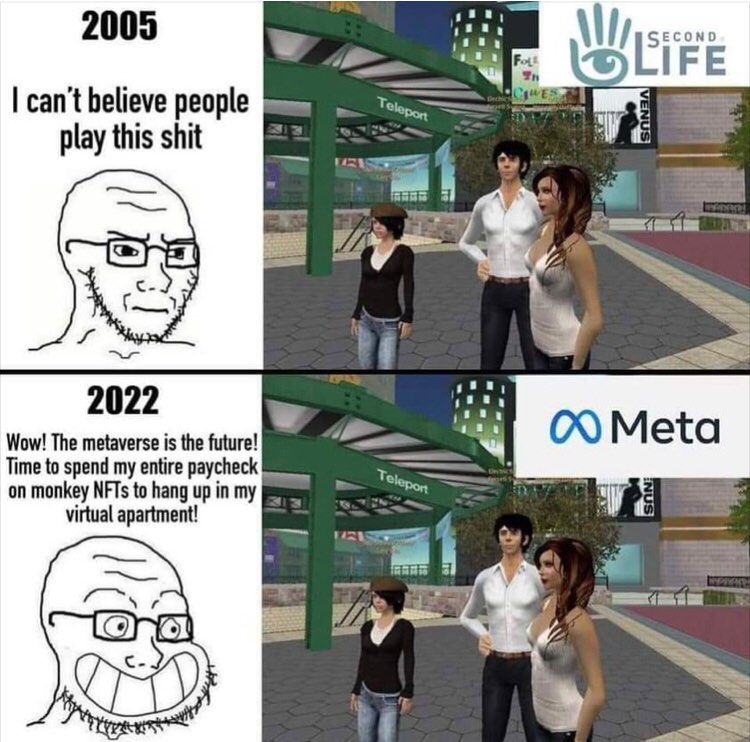 2005
I can't believe people
play this shit
SECOND
LIFE
Teleport
VENUS
2022
Wow! The metaverse is the future!
Time to spend my entire paycheck
on monkey NFTs to hang up in my
virtual apartment!
Meta
Teleport
NUS